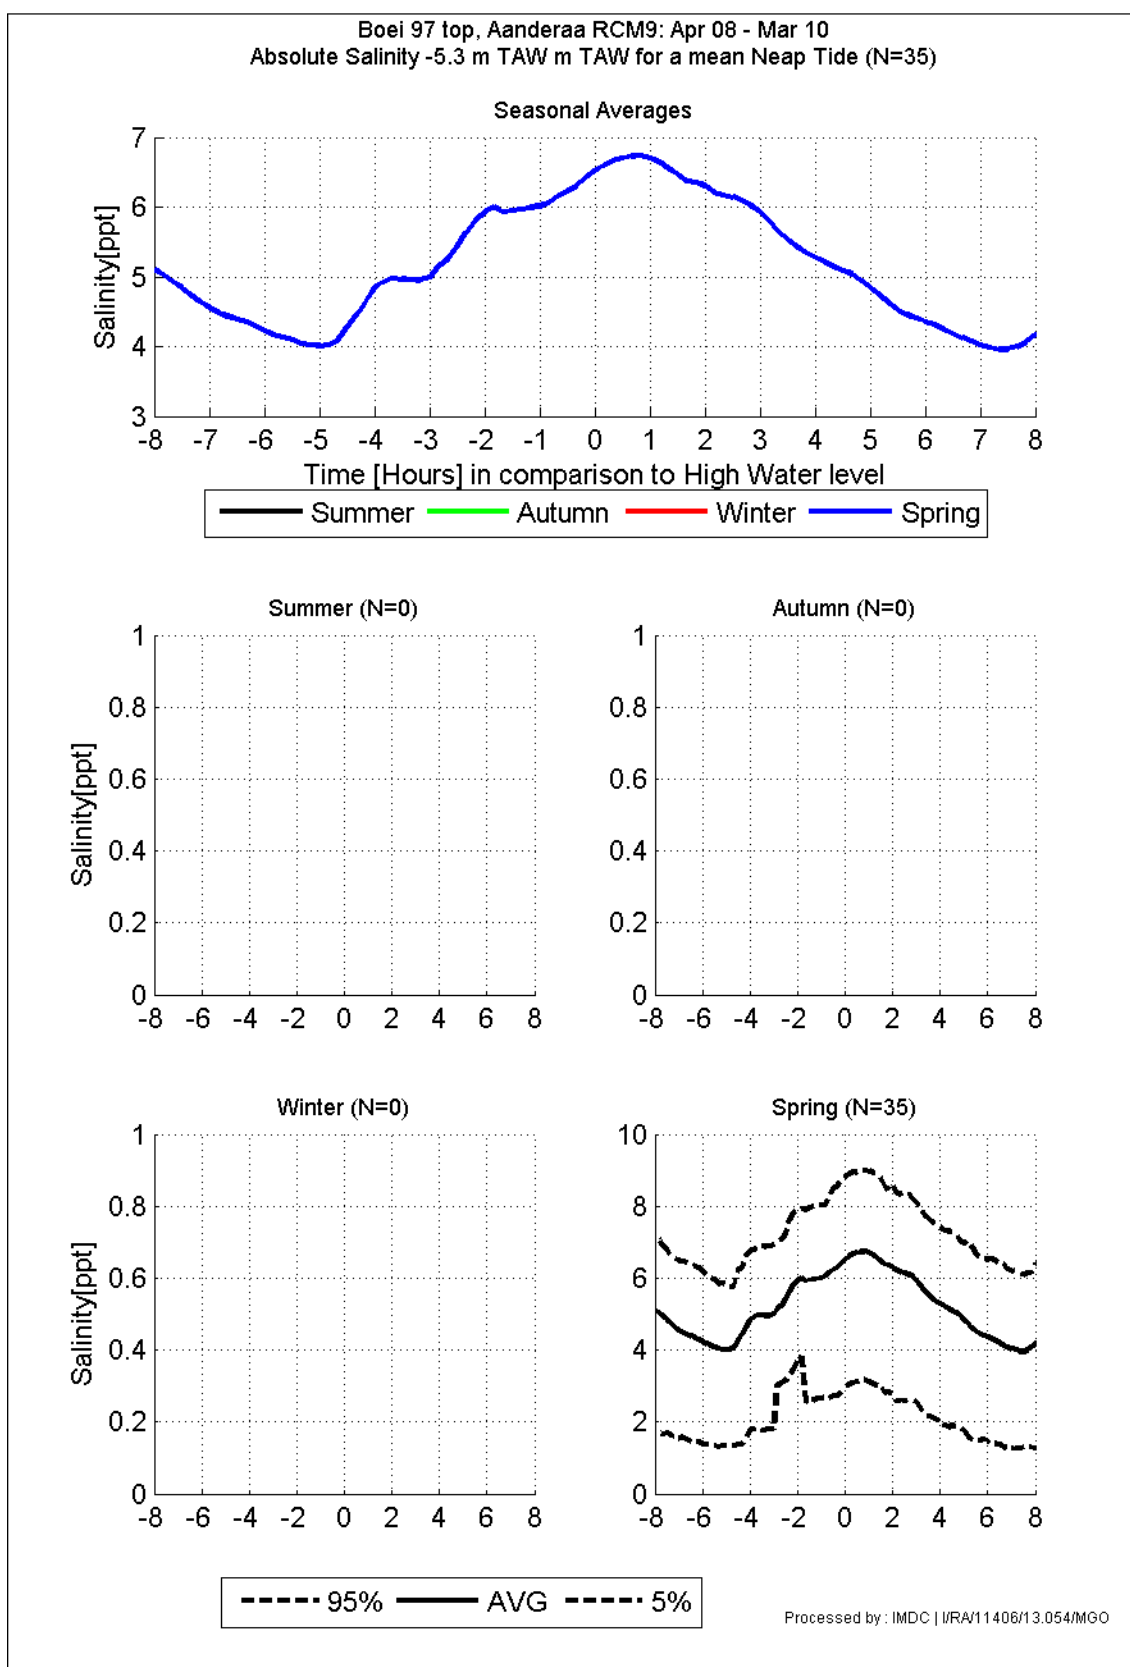 Boei 97 top, Aanderaa RCM9: Apr 08 - Mar 10
Absolute Salinity -5.3 m TAW m TAW for a mean Neap Tide (N=35)
Seasonal Averages
7
6
5
4
3
Salinity[ppt]
-8 -7 -6 -5 -4 -3 -2 -1 0 1 2 3 4 5 6 7 8
Time [Hours] in comparison to High Water level
Summer Autumn Winter Spring
Summer (N=0)
1
0.8
0.6
0.4
0.2
0
Salinity[ppt]
-8 -6 -4 -2 0 2 4 6 8
Autumn (N=0)
1
0.8
0.6
0.4
0.2
0
-8 -6 -4 -2 0 2 4 6 8
Winter (N=0)
1
0.8
0.6
0.4
0.2
0
Salinity[ppt]
-8 -6 -4 -2 0 2 4 6 8
Spring (N=35)
10
8
6
4
2
0
-8 -6 -4 -2 0 2 4 6 8
95% AVG 5%
Processed by : IMDC | I/RA/11406/13.054/MGO